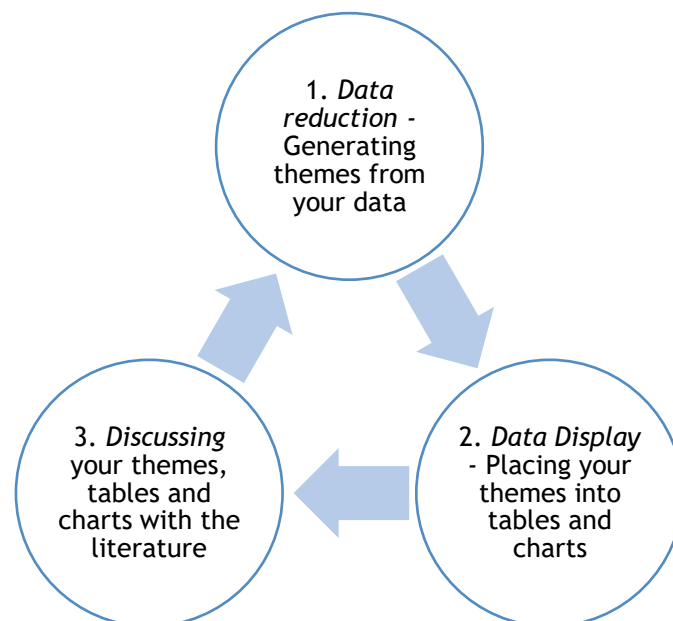 1. Data
reduction -
Generating
themes from
your data
2. Data Display
- Placing your
themes into
tables and
charts
3. Discussing
your themes,
tables and
charts with the
literature